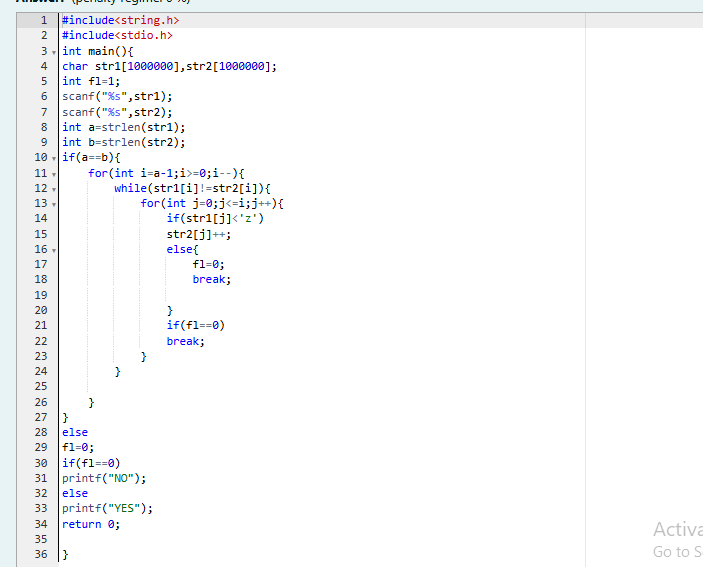 (penalty regime: 0 %)
1 #include<string.h>
2 #include<stdio.h>
3 int main(){
4 char str1[1000000],str2[1000000];
5 int fl=1;
6 scanf("%s",str1);
7 scanf("%s",str2);
8 int a=strlen(str1);
9 int b=strlen(str2);
10 if(a==b){
11 for(int i=a-1;i>=0;i--){
12 while(str1[i]!=str2[i]){
13 for(int j=0;j<=i;j++){
14 if(str1[j]<'z')
15 str2[j]++;
16 else{
17 fl=0;
18 break;
19
20 }
21 if(fl==0)
22 break;
23 }
24 }
25
26 }
27 }
28 else
29 fl=0;
30 if(fl==0)
31 printf("NO");
32 else
33 printf("YES");
34 return 0;
35
36 }
Activa
Go to S